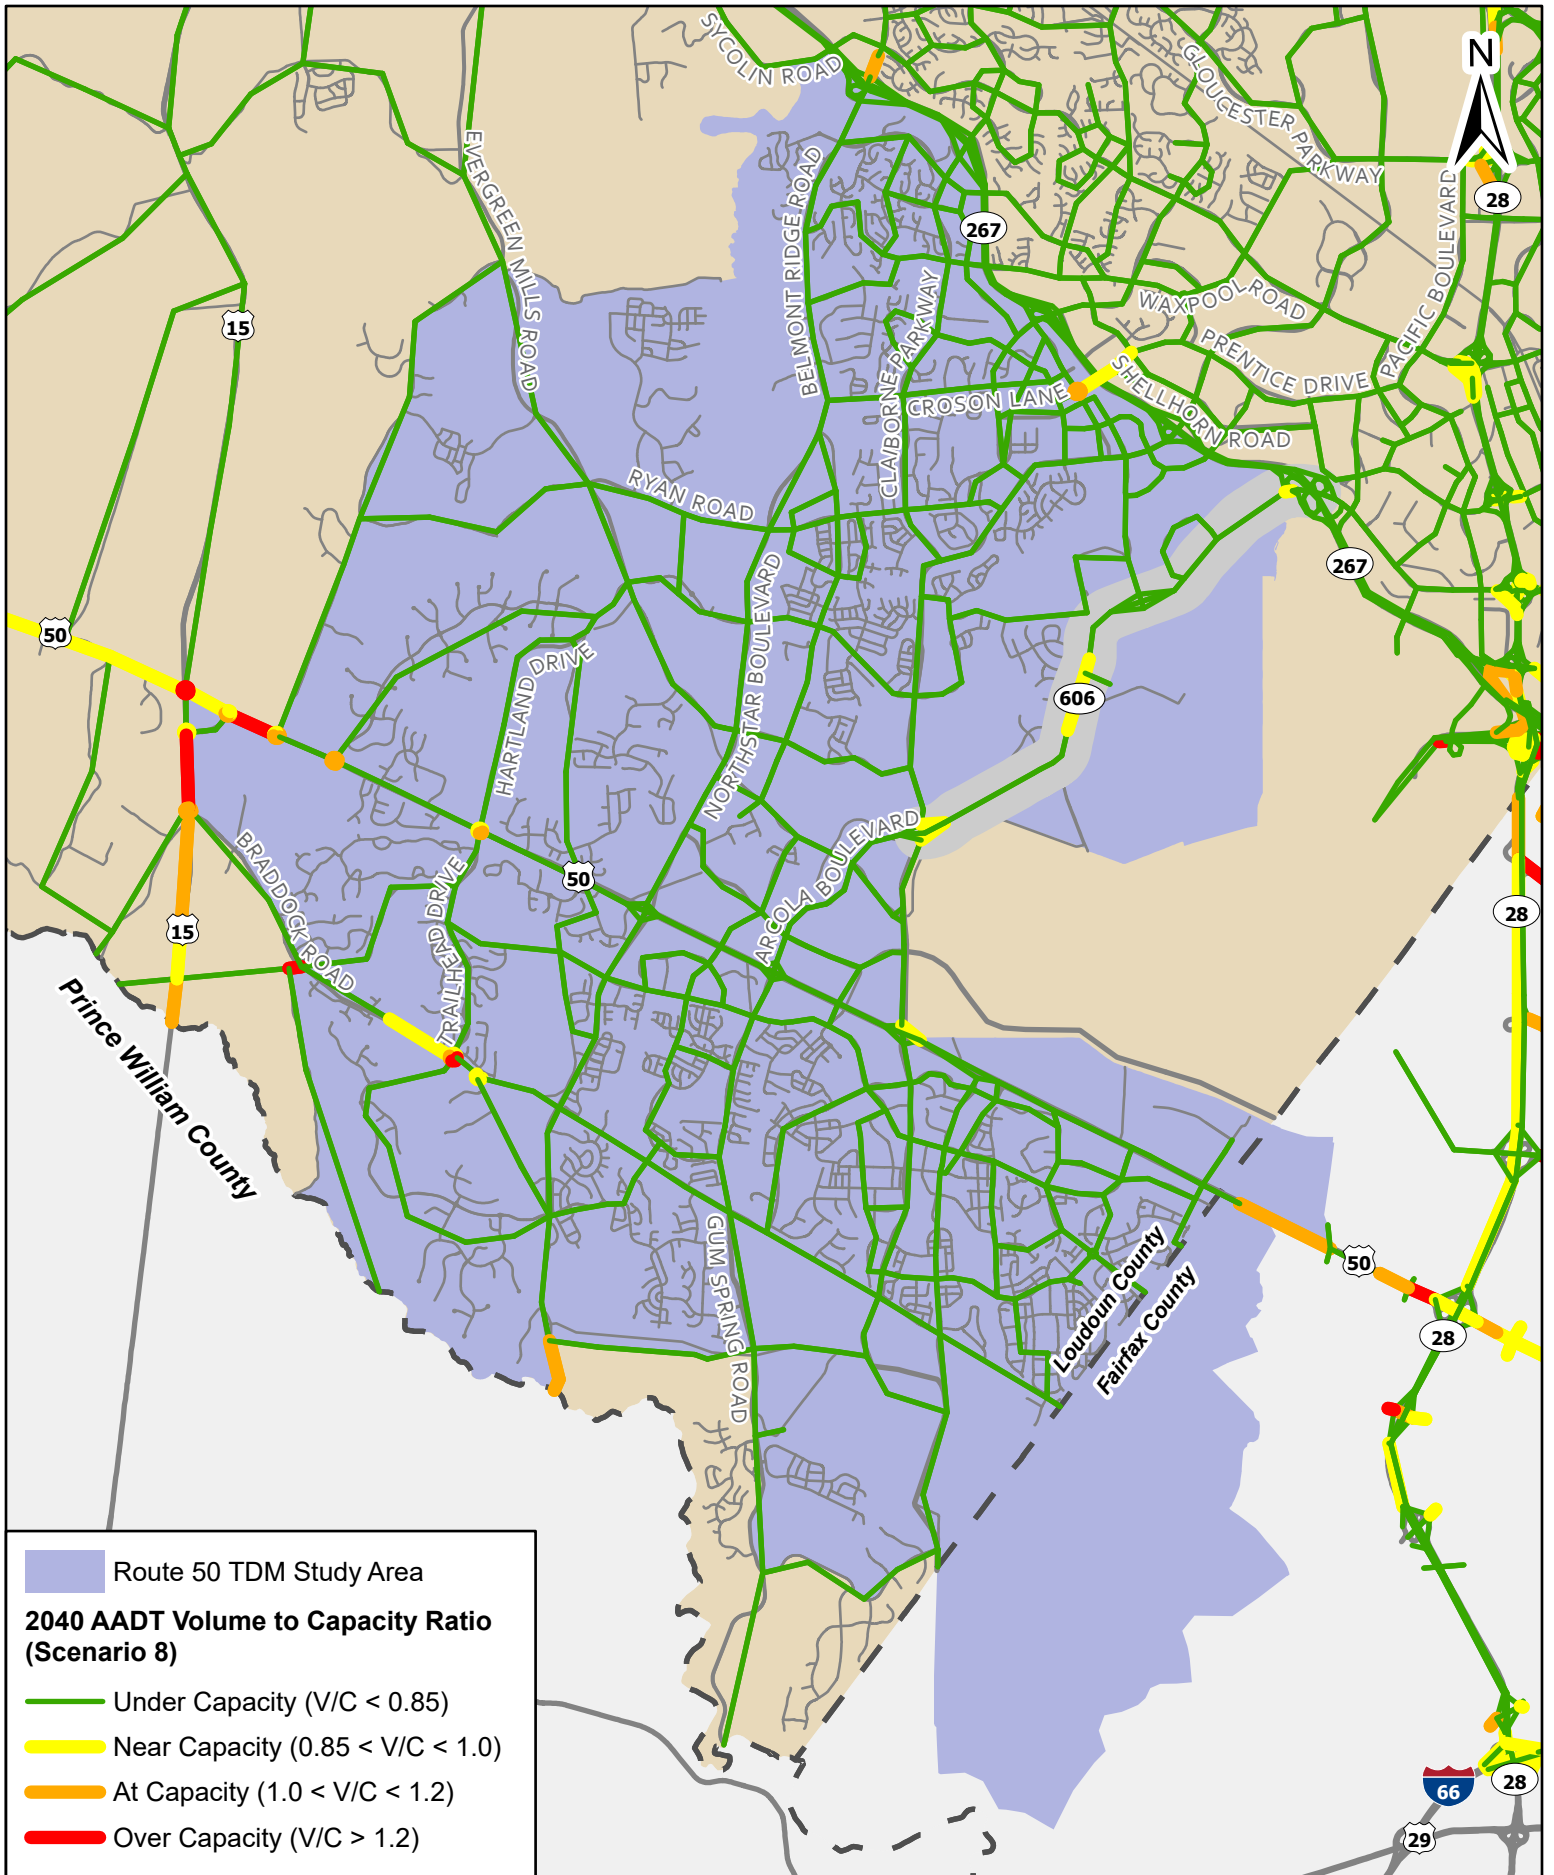 SYCOLIN ROAD
GLOUCESTER PARKWAY
N
28
EVERGREEN MILLS ROAD
BELMONT RIDGE ROAD
267
PACIFIC BOULEVARD
15
WAXPOOL ROAD
CLAIBORNE PARKWAY
PRENTICE DRIVE
SHELLHORN ROAD
CROSON LANE
RYAN ROAD
267
50
HARTLAND DRIVE
NORTHSTAR BOULEVARD
606
BRADDOCK ROAD
50
ARCOLA BOULEVARD
TRAILHEAD DRIVE
15
28
Prince William County
GUM SPRING ROAD
Loudoun County
Fairfax County
50
28
Route 50 TDM Study Area
2040 AADT Volume to Capacity Ratio
(Scenario 8)
Under Capacity (V/C < 0.85)
Near Capacity (0.85 < V/C < 1.0)
At Capacity (1.0 < V/C < 1.2)
Over Capacity (V/C > 1.2)
66
28
29